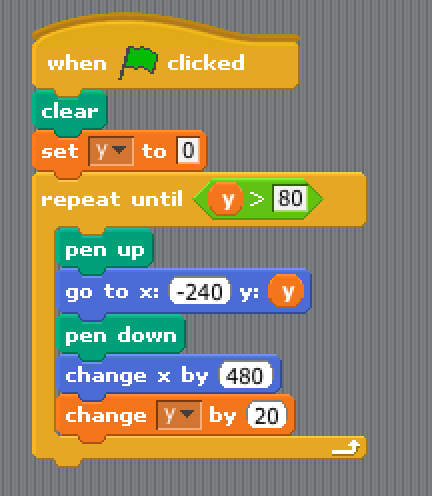 when clicked
clear
set y to 0
repeat until y > 80
pen up
go to x: -240 y: y
pen down
change x by 480
change y by 20